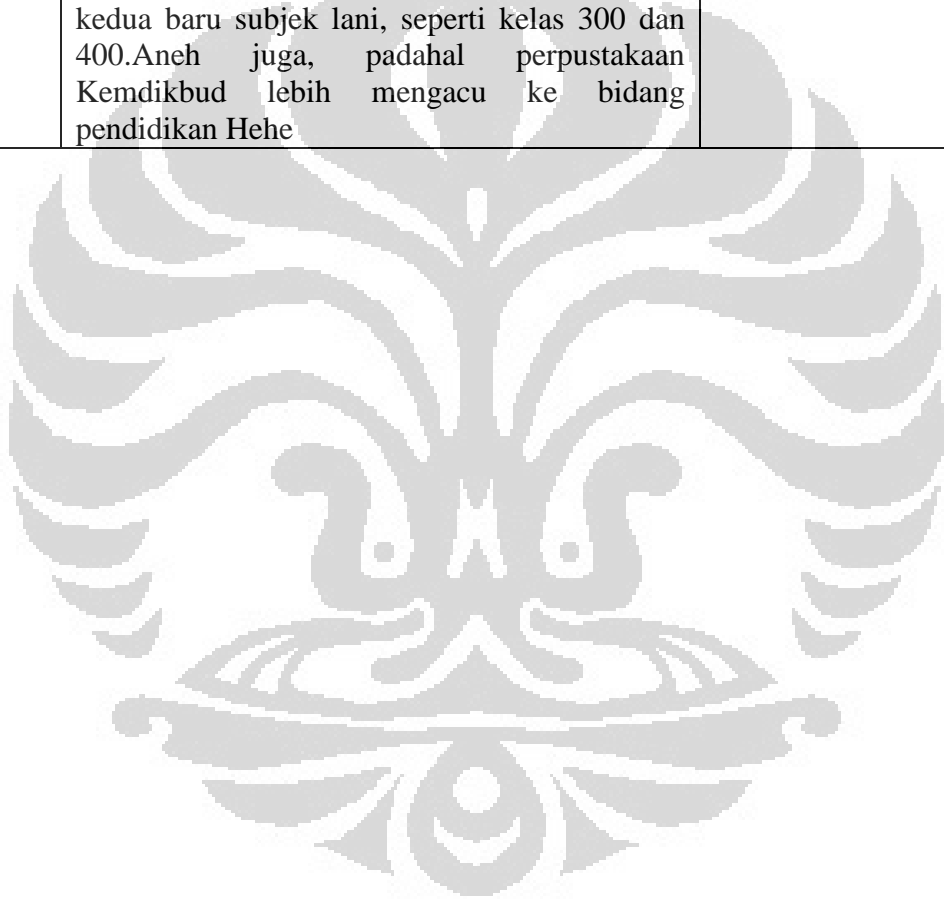 kedua baru subjek lani, seperti kelas 300 dan
400.Aneh juga, padahal perpustakaan
Kemdikbud lebih mengacu ke bidang
pendidikan Hehe